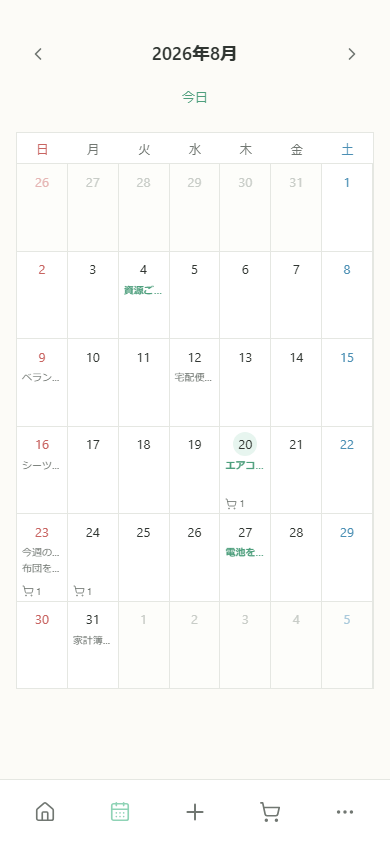 2026年8月
今日
日 月 火 水 木 金 土
26 27 28 29 30 31 1
2 3 4 5 6 7 8
資源ご...
9 10 11 12 13 14 15
ベラン... 宅配便...
16 17 18 19 20 21 22
シーツ... エアコ...
1
23 24 25 26 27 28 29
今週の... 電池を...
布団を...
1 1
30 31 1 2 3 4 5
家計簿...